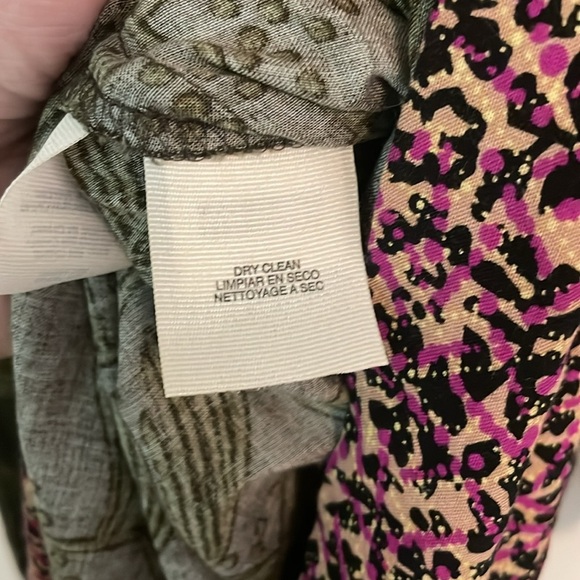 DRY CLEAN
LIMPIAR EN SECO
NETTOYAGE A SEC